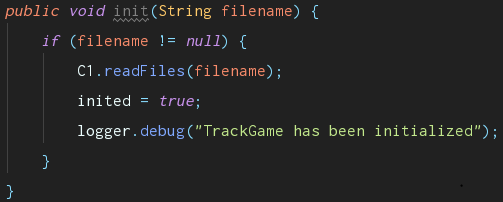 public void init(String filename) {
if (filename != null) {
C1.readFiles(filename);
inited = true;
logger.debug("TrackGame has been initialized");
}
}